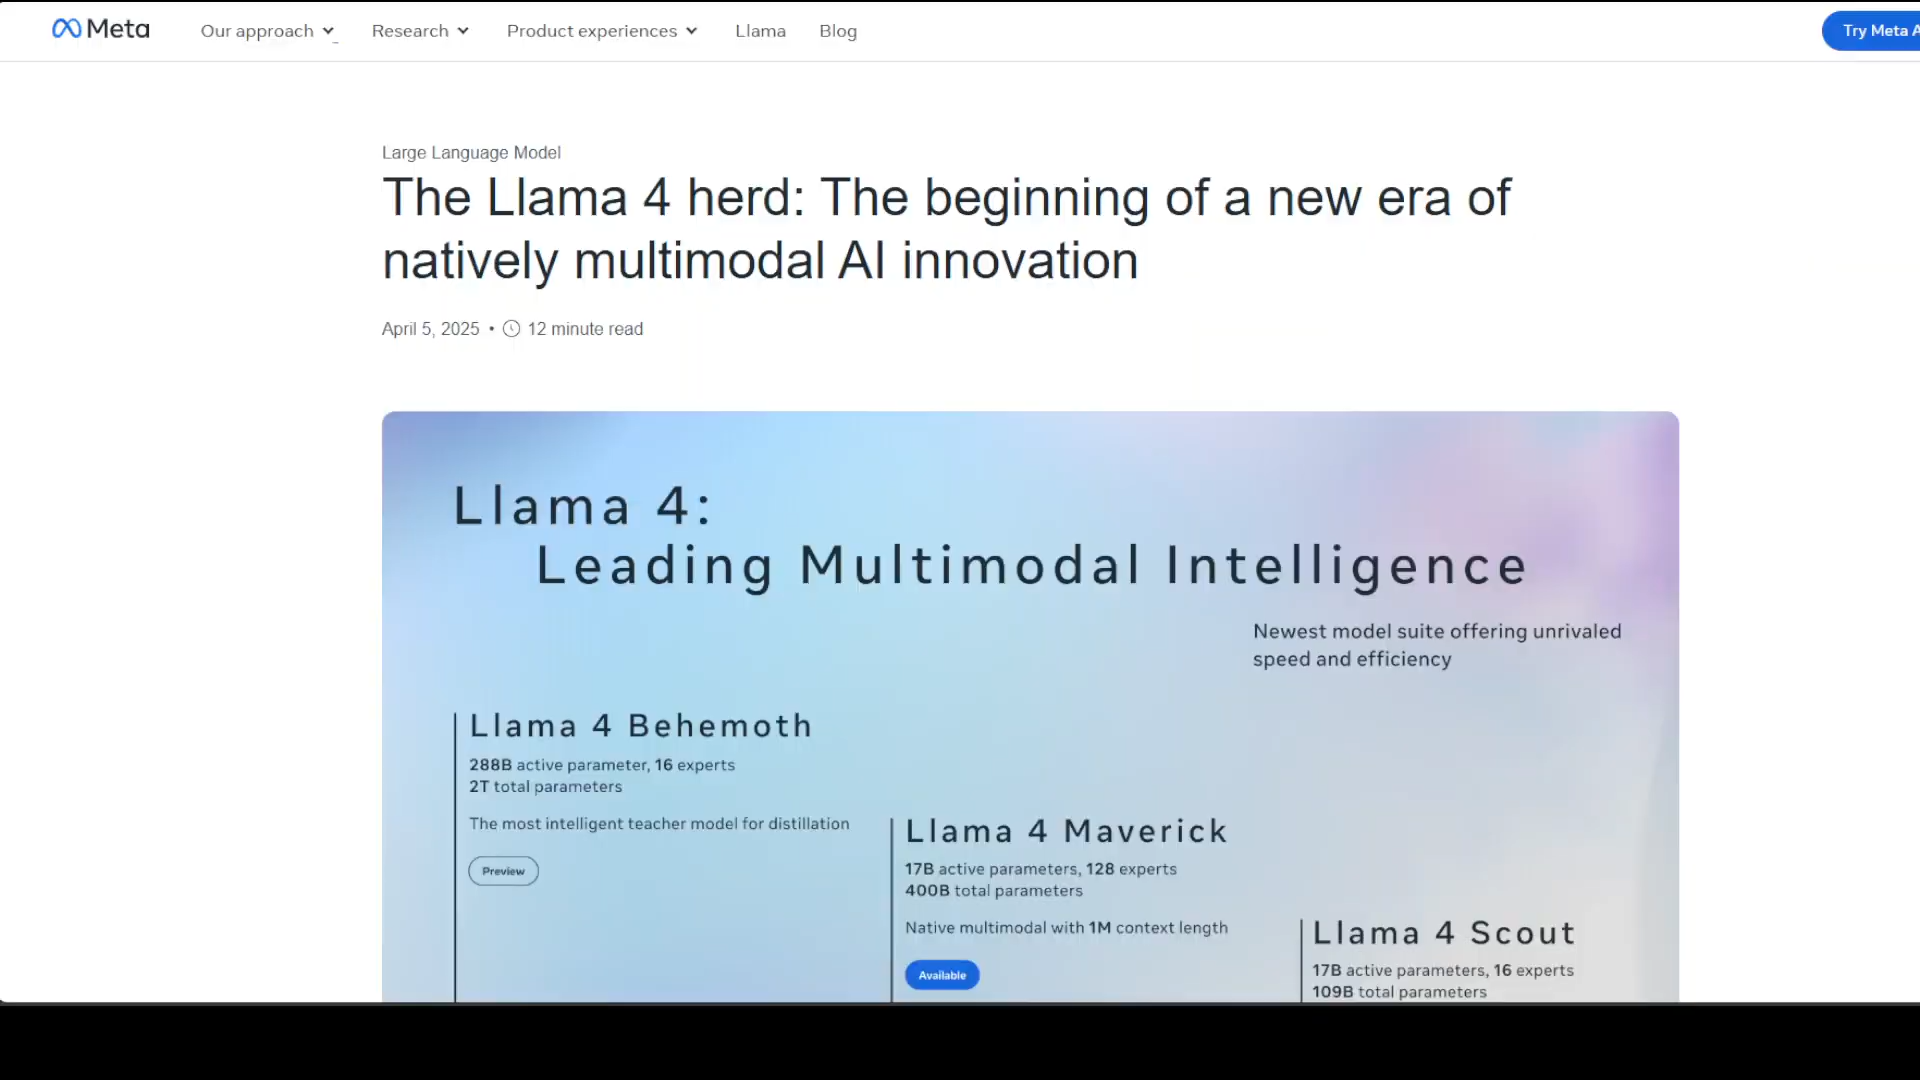 Meta
Our approach
Research
Product experiences
Llama
Blog
Try Meta A
Large Language Model
The Llama 4 herd: The beginning of a new era of
natively multimodal AI innovation
April 5, 2025 • 12 minute read
Llama 4:
Leading Multimodal Intelligence
Newest model suite offering unrivaled
speed and efficiency
Llama 4 Behemoth
288B active parameter, 16 experts
2T total parameters
The most intelligent teacher model for distillation
Preview
Llama 4 Maverick
17B active parameters, 128 experts
400B total parameters
Native multimodal with 1M context length
Available
Llama 4 Scout
17B active parameters, 16 experts
109B total parameters